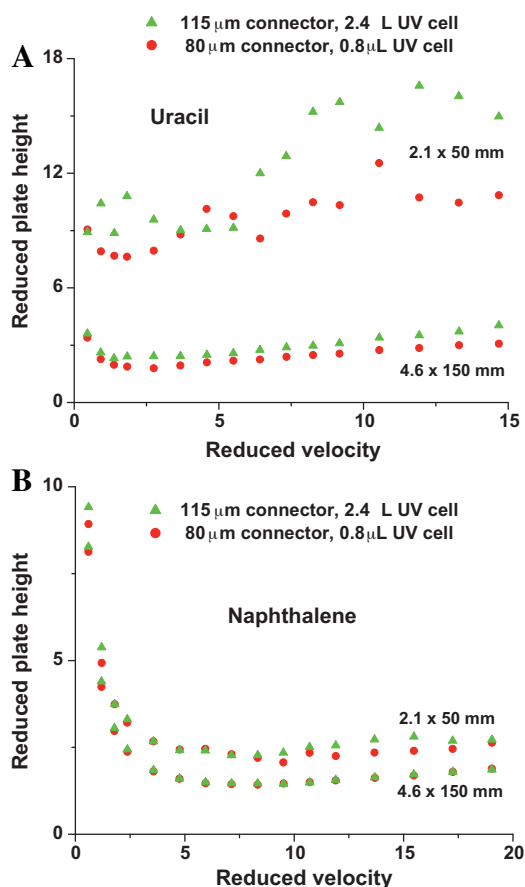 115 μm connector, 2.4 L UV cell
80 μm connector, 0.8μL UV cell
A
18
12
6
0
Uracil
2.1 x 50 mm
4.6 x 150 mm
Reduced plate height
0 5 10 15
Reduced velocity
B
10
5
0
115 μm connector, 2.4 L UV cell
80 μm connector, 0.8μL UV cell
Naphthalene
2.1 x 50 mm
4.6 x 150 mm
Reduced plate height
0 5 10 15 20
Reduced velocity